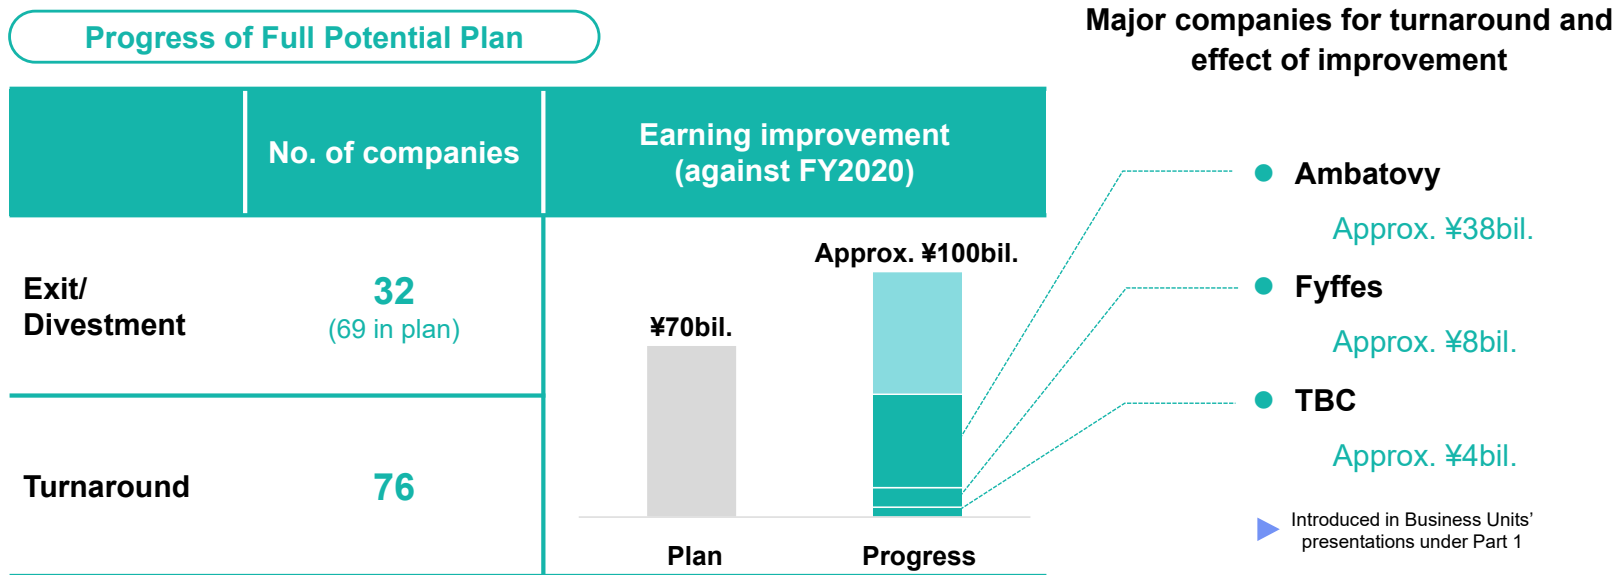 Progress of Full Potential Plan
No. of companies
Earning improvement
(against FY2020)
Exit/
Divestment
32
(69 in plan)
Turnaround
76
¥70bil.
Approx. ¥100bil.
Plan
Progress
Major companies for turnaround and
effect of improvement
Ambatovy
Approx. ¥38bil.
Fyffes
Approx. ¥8bil.
TBC
Approx. ¥4bil.
Introduced in Business Units’
presentations under Part 1